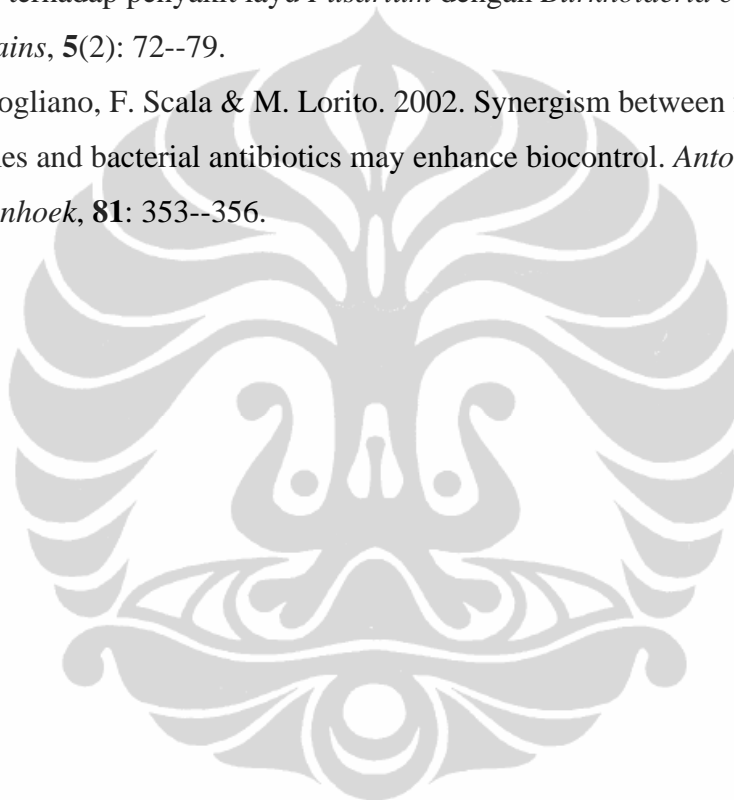 terhadap penyakit layu Fusarium dengan
ains, 5(2): 72--79.
ogliano, F. Scala & M. Lorito. 2002. Synergism between
es and bacterial antibiotics may enhance biocontrol. Anto
nhoek, 81: 353--356.